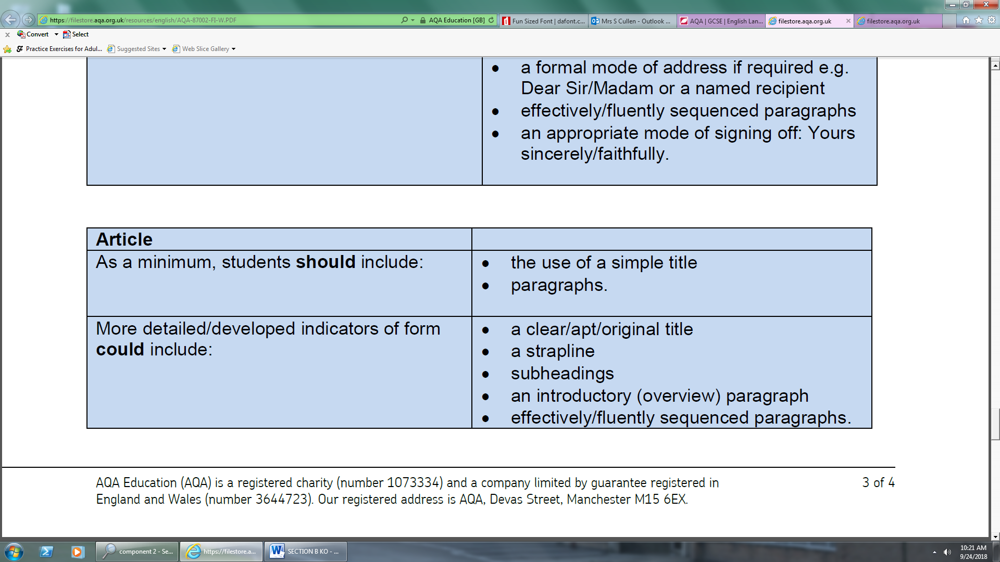 https://filestore.aqa.org.uk/resources/english/AQA-87002-FI-W.PDF
AQA Education [GB]
Fun Sized Font | dafont.c...
Mrs S Cullen - Outlook ...
AQA | GCSE | English Lan...
filestore.aqa.org.uk
filestore.aqa.org.uk
x Convert Select
Practice Exercises for Adul...
Suggested Sites
Web Slice Gallery
• a formal mode of address if required e.g.
Dear Sir/Madam or a named recipient
• effectively/fluently sequenced paragraphs
• an appropriate mode of signing off: Yours
sincerely/faithfully.
Article
As a minimum, students should include:
• the use of a simple title
• paragraphs.
More detailed/developed indicators of form
could include:
• a clear/apt/original title
• a strapline
• subheadings
• an introductory (overview) paragraph
• effectively/fluently sequenced paragraphs.
AQA Education (AQA) is a registered charity (number 1073334) and a company limited by guarantee registered in
England and Wales (number 3644723). Our registered address is AQA, Devas Street, Manchester M15 6EX.
3 of 4
component 2 - Se...
https://filestore.a...
SECTION B KO - ...
10:21 AM
9/24/2018